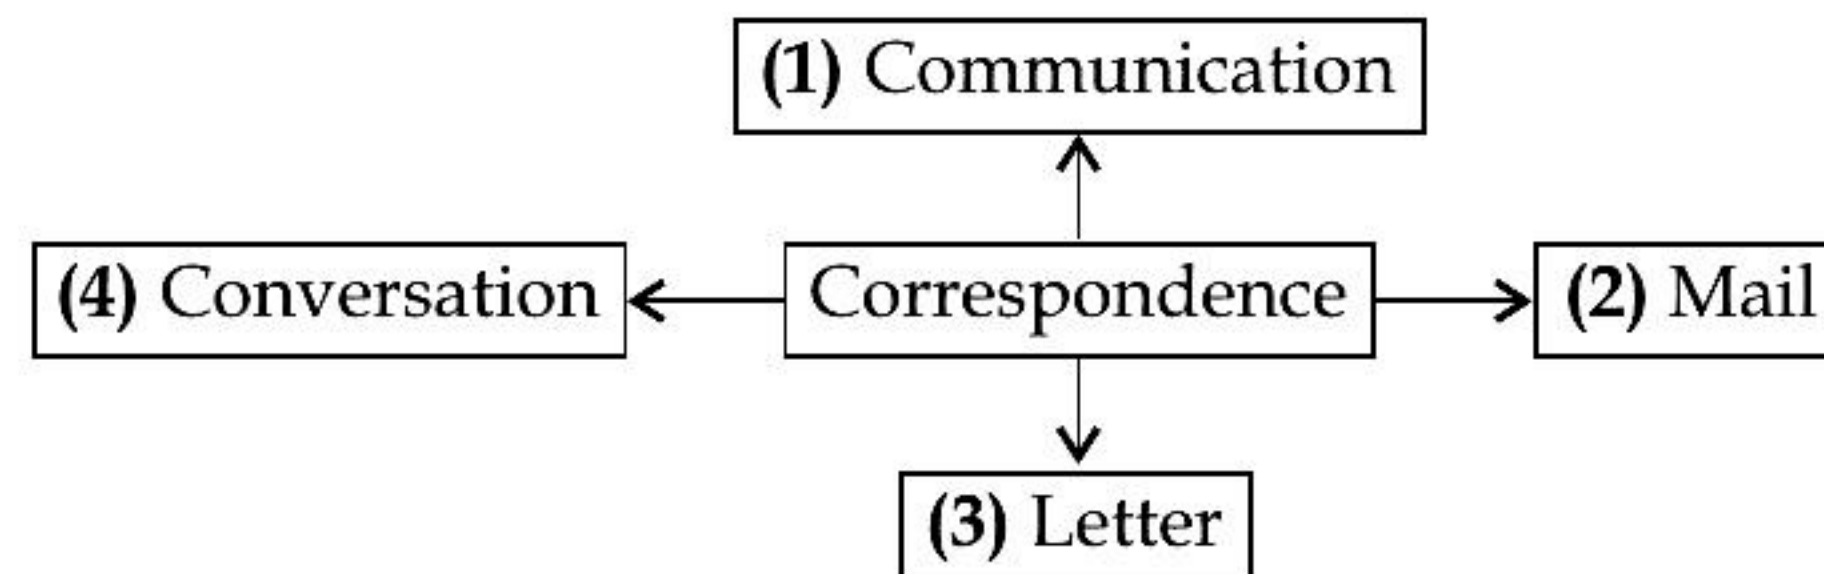 (1) Communication
(4) Conversation
Correspondence
(2) Mail
(3) Letter